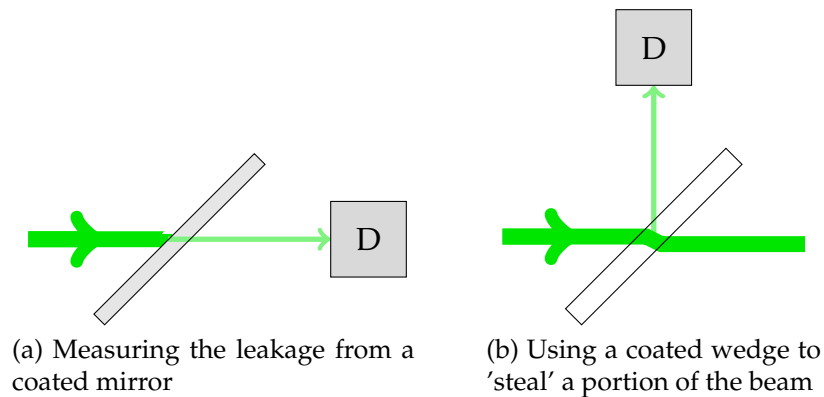 D
D
(a) Measuring the leakage from a
coated mirror
(b) Using a coated wedge to
'steal' a portion of the beam